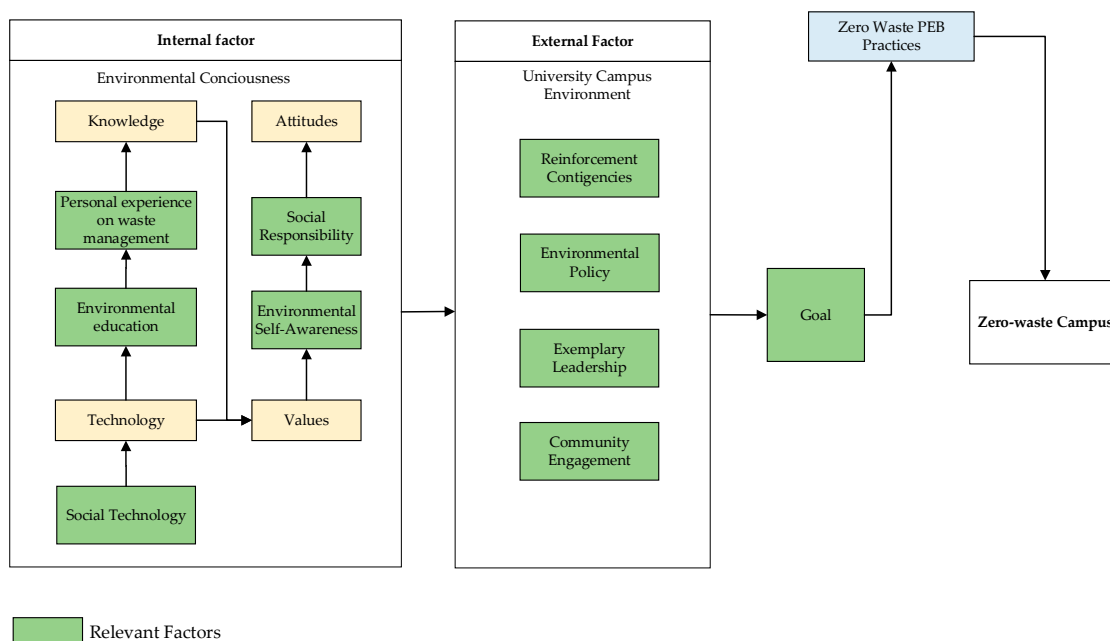 Internal factor
Environmental Conciousness
Knowledge
Attitudes
Personal experience
on waste
management
Social
Responsibility
Environmental
education
Environmental
Self-Awareness
Technology
Values
Social Technology
External Factor
University Campus
Environment
Reinforcement
Contigencies
Environmental
Policy
Exemplary
Leadership
Community
Engagement
Goal
Zero Waste PEB
Practices
Zero-waste Campus
Relevant Factors